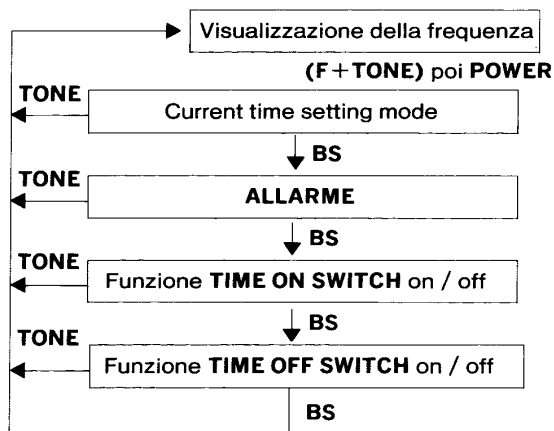 Visualizzazione della frequenza
(F+TONE) poi POWER
TONE
Current time setting mode
BS
TONE
ALLARME
BS
TONE
Funzione TIME ON SWITCH on / off
BS
TONE
Funzione TIME OFF SWITCH on / off
BS